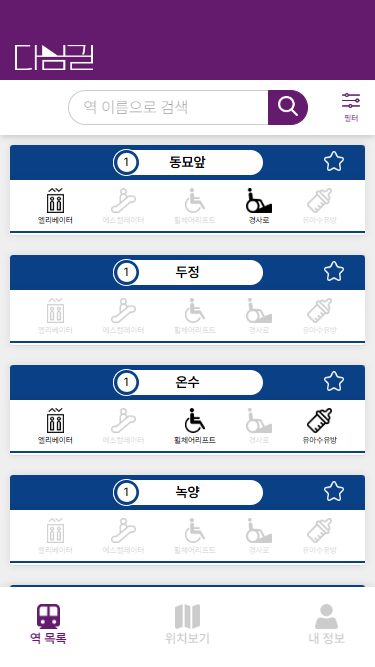 다님길
역 이름으로 검색
필터
1 동묘앞
엘리베이터 에스컬레이터 휠체어리프트 경사로 유아수유방
1 두정
엘리베이터 에스컬레이터 휠체어리프트 경사로 유아수유방
1 온수
엘리베이터 에스컬레이터 휠체어리프트 경사로 유아수유방
1 녹양
엘리베이터 에스컬레이터 휠체어리프트 경사로 유아수유방
역 목록 위치보기 내 정보